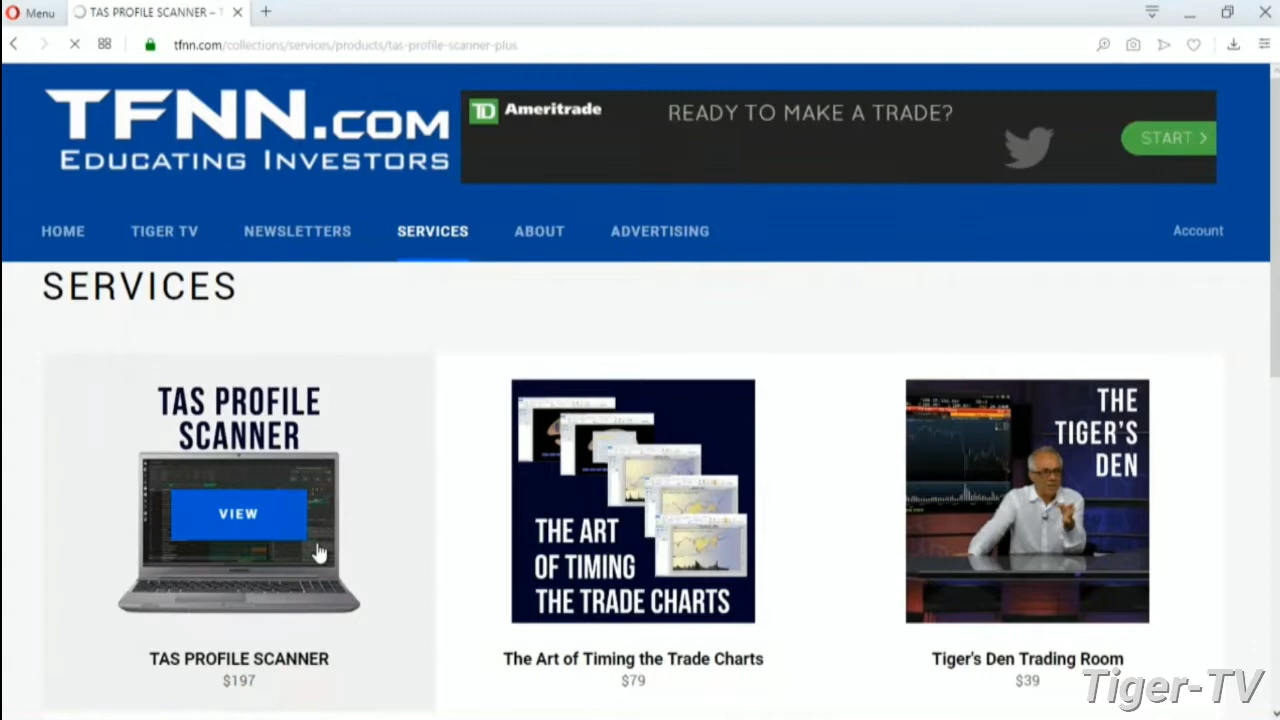 Menu
TAS PROFILE SCANNER –
tfnn.com/collections/services/products/tas-profile-scanner-plus
TFNN.COM
EDUCATING INVESTORS
TD Ameritrade
READY TO MAKE A TRADE?
START >
HOME
TIGER TV
NEWSLETTERS
SERVICES
ABOUT
ADVERTISING
Account
SERVICES
TAS PROFILE
SCANNER
VIEW
THE ART
OF TIMING
THE TRADE CHARTS
THE
TIGER'S
DEN
TAS PROFILE SCANNER
The Art of Timing the Trade Charts
Tiger's Den Trading Room
$197
$79
$39
Tiger-TV